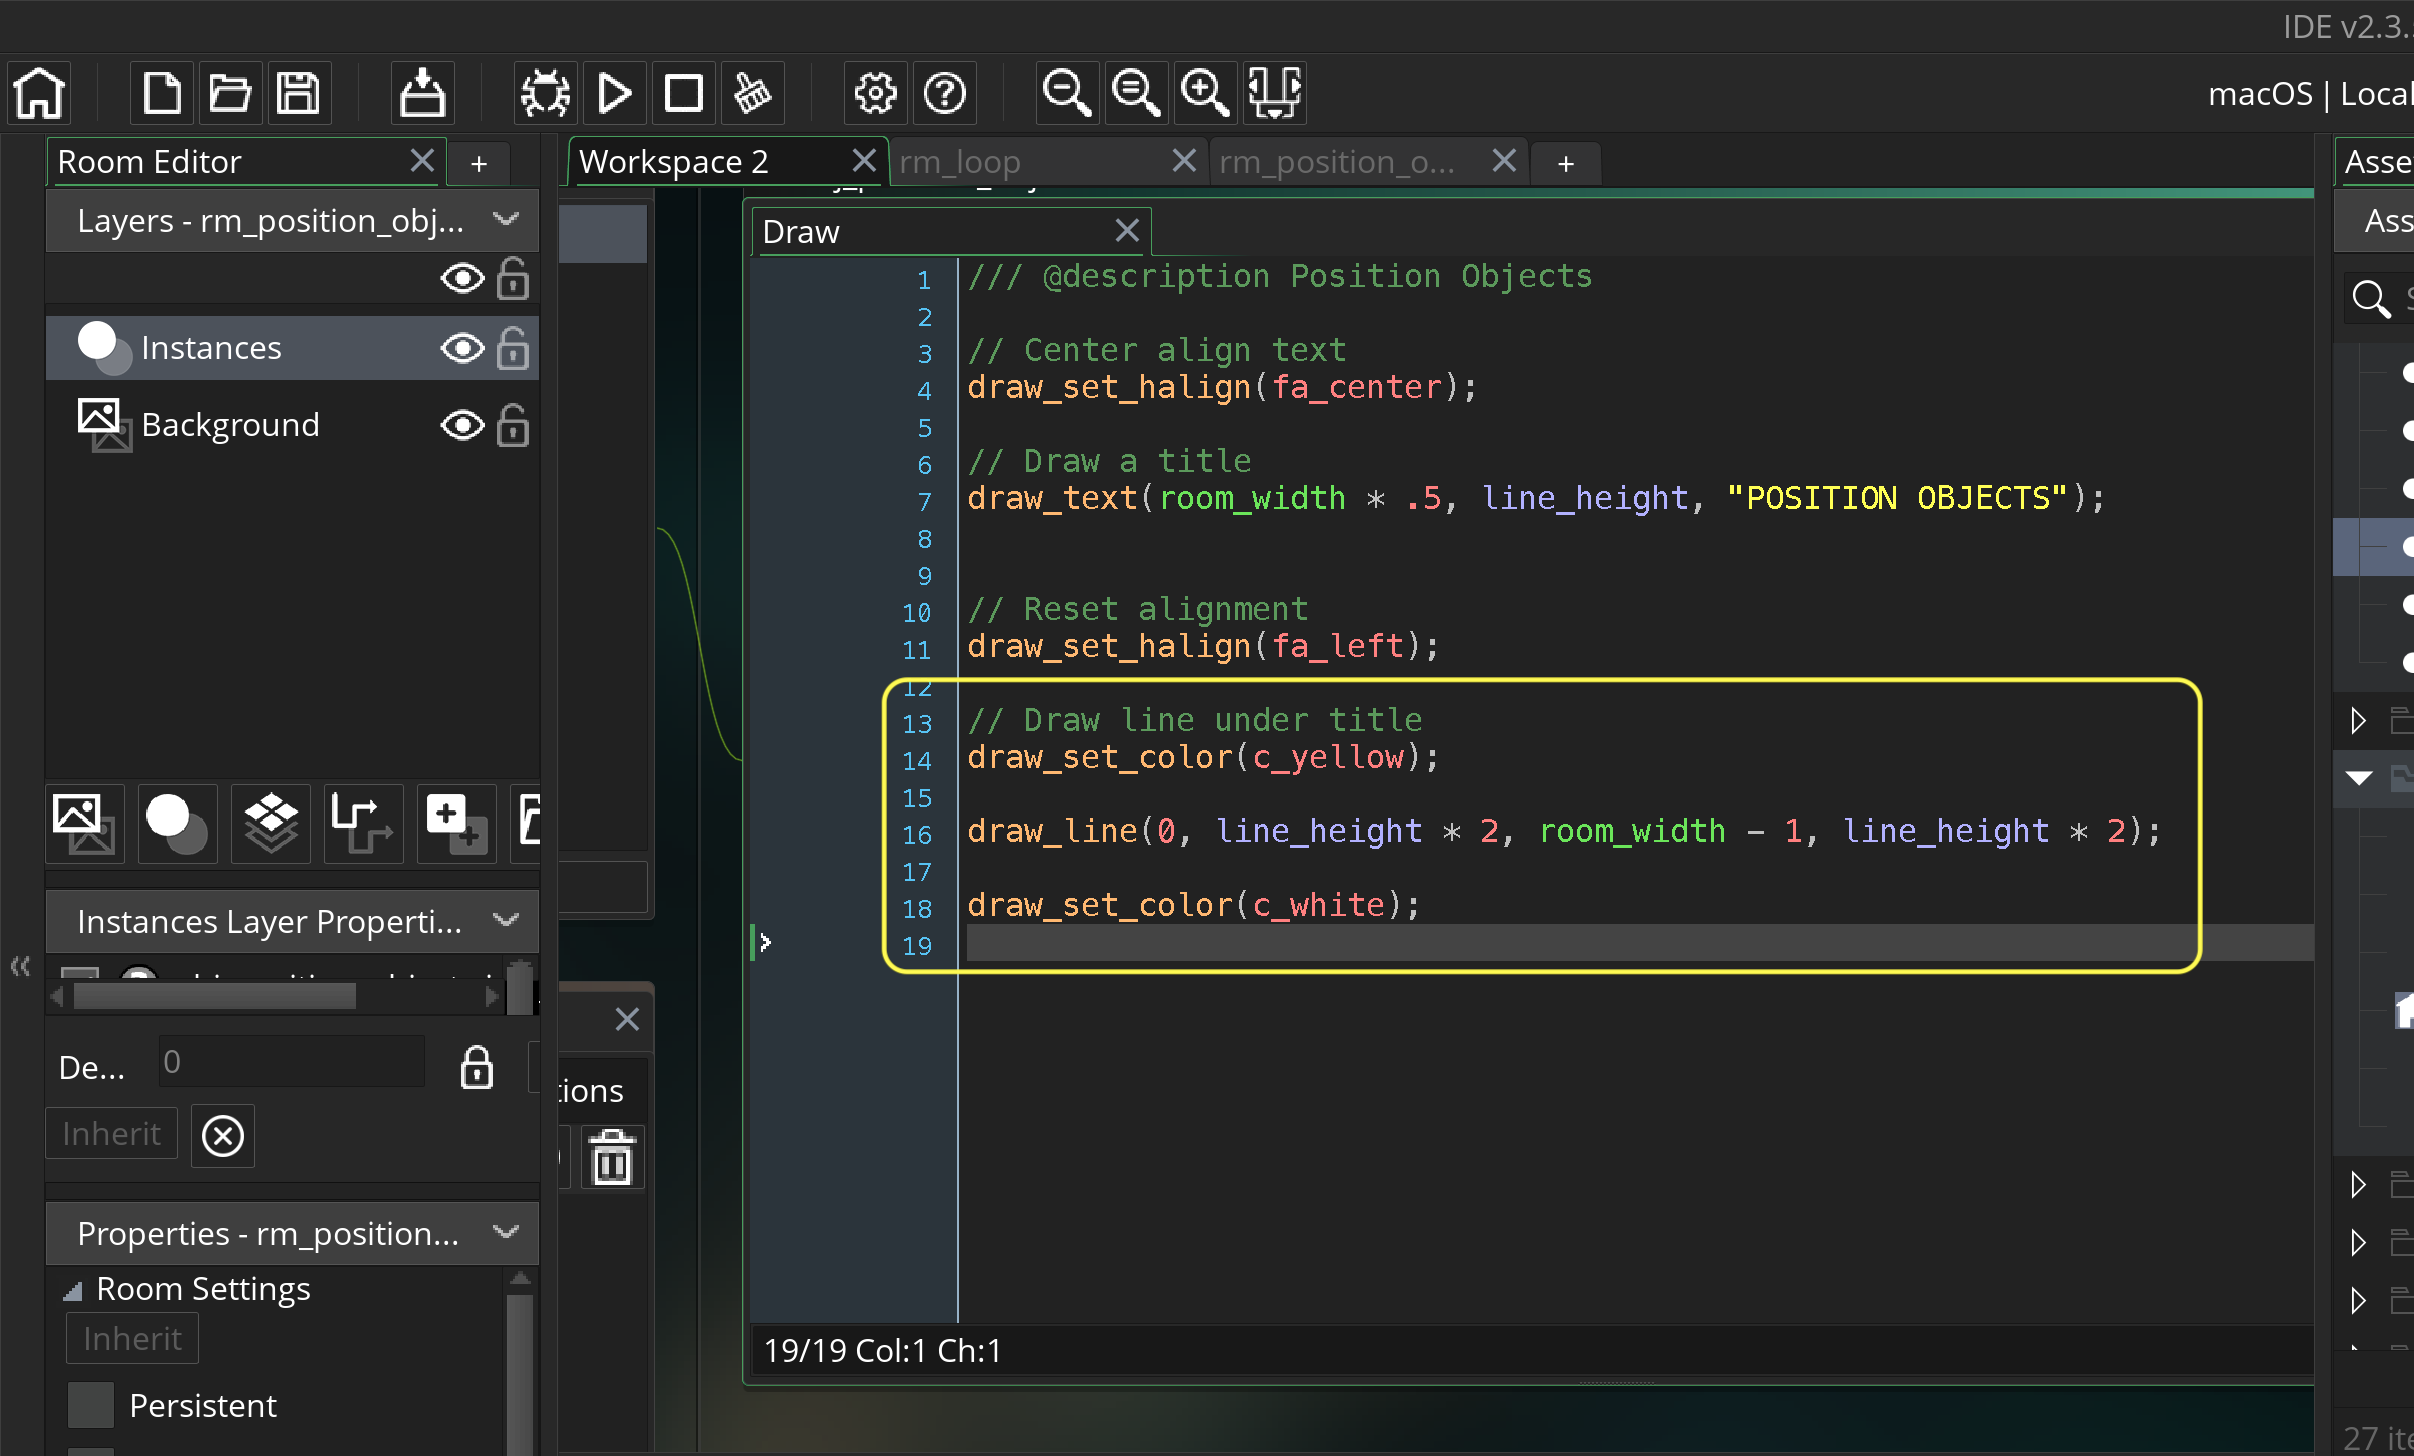 IDE v2.3.
macOS | Local
Room Editor
+
Workspace 2
rm_loop
rm_position_o...
+
Asse
Layers - rm_position_obj...
Ass
Draw
Instances
Background
1 /// @description Position Objects
2
3 // Center align text
4 draw_set_halign(fa_center);
5
6 // Draw a title
7 draw_text(room_width * .5, line_height, "POSITION OBJECTS");
8
9
10 // Reset alignment
11 draw_set_halign(fa_left);
12
13 // Draw line under title
14 draw_set_color(c_yellow);
15
16 draw_line(0, line_height * 2, room_width - 1, line_height * 2);
17
18 draw_set_color(c_white);
19
Instances Layer Properti...
De...
0
Inherit
tions
Properties - rm_position...
Room Settings
Inherit
Persistent
19/19 Col:1 Ch:1
27 ite